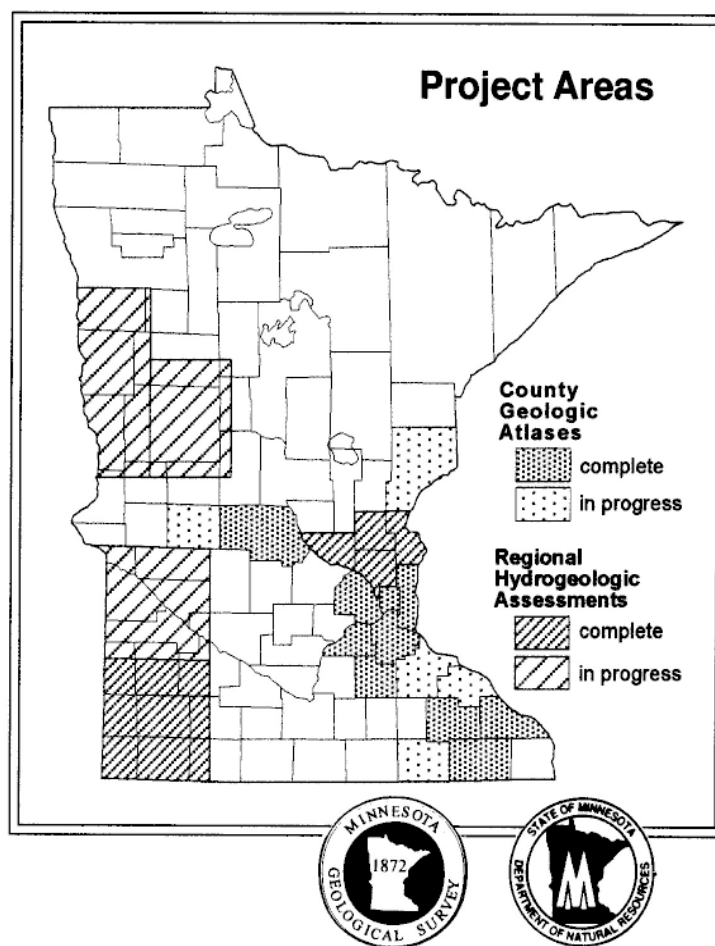 Project Areas
County
Geologic
Atlases
complete
in progress
Regional
Hydrogeologic
Assessments
complete
in progress
MINNESOTA
1872
GEOLOGICAL SURVEY
STATE OF MINNESOTA
DEPARTMENT OF NATURAL RESOURCES